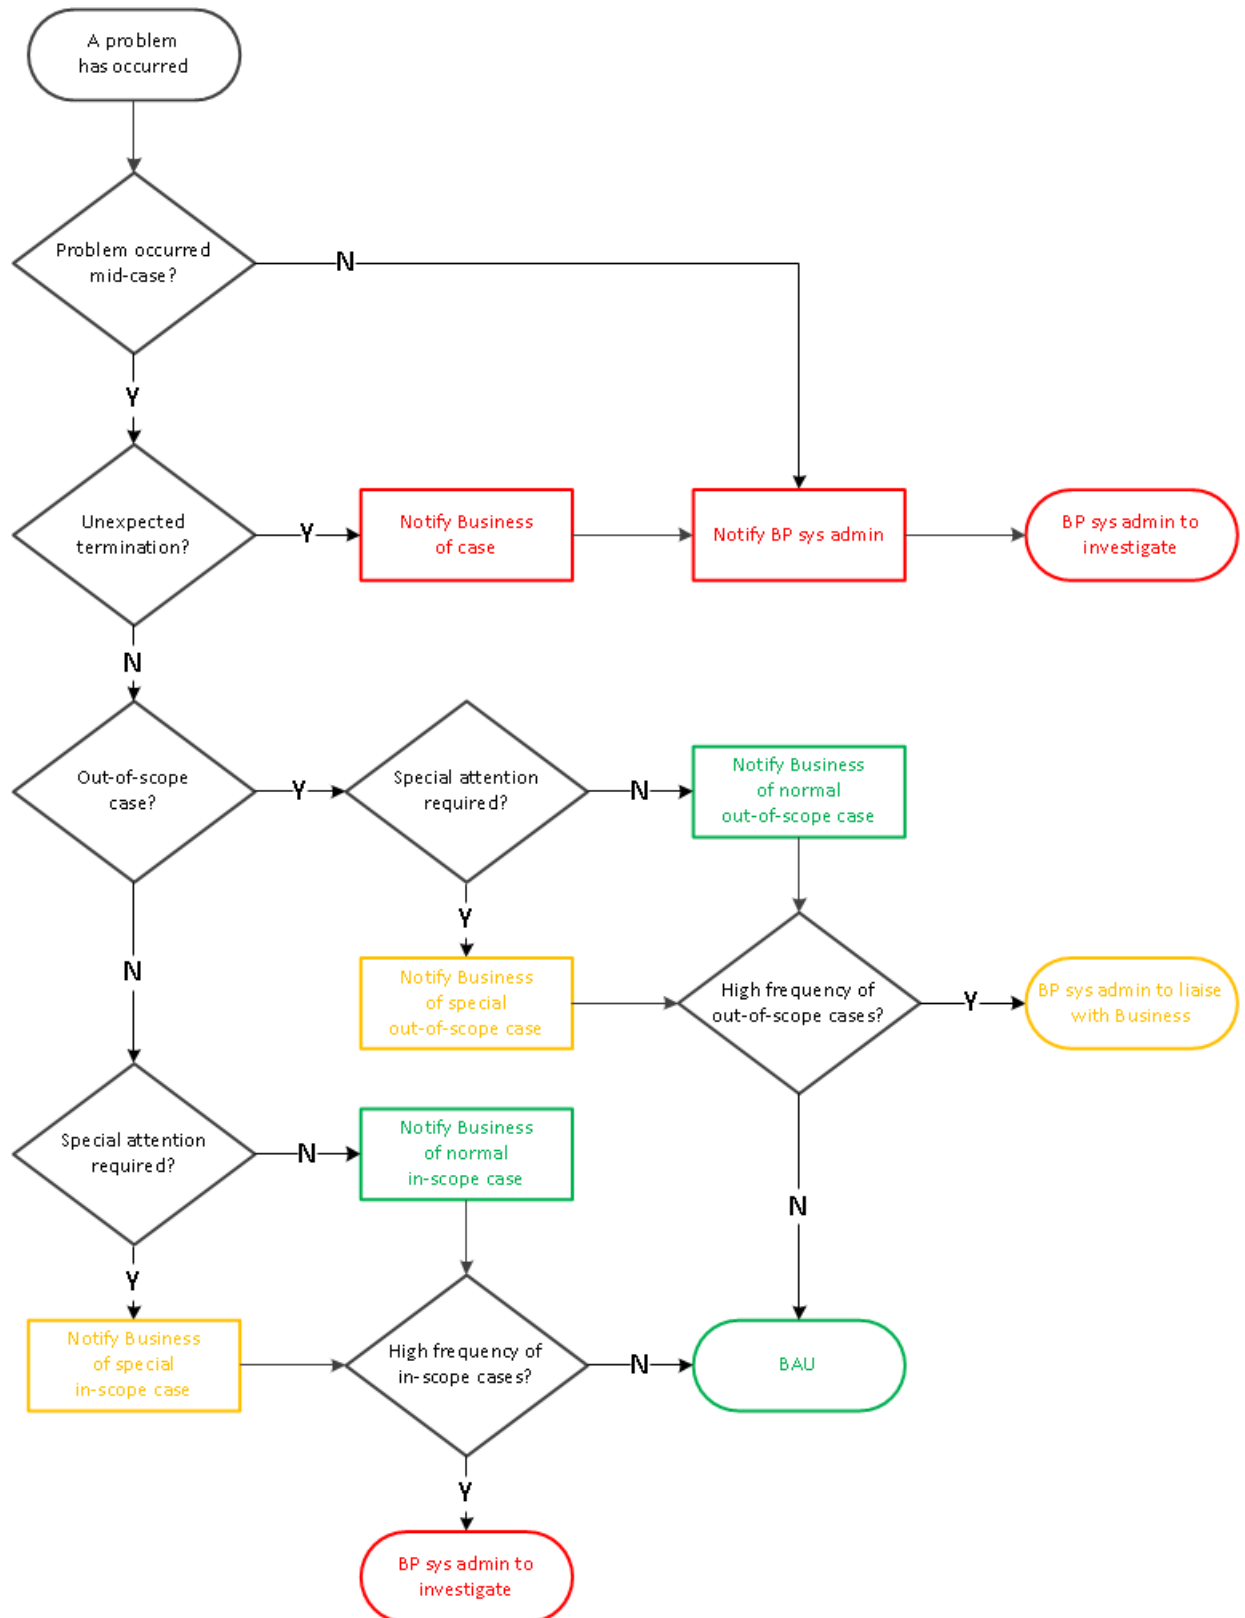 A problem
has occurred
Problem occurred
mid-case?
N
Y
Unexpected
termination?
Y
Notify Business
of case
Notify BP sys admin
BP sys admin to
investigate
N
Out-of-scope
case?
Y
Special attention
required?
N
Notify Business
of normal
out-of-scope case
Y
N
Notify Business
of special
out-of-scope case
High frequency of
out-of-scope cases?
Y
BP sys admin to liaise
with Business
Special attention
required?
N
Notify Business
of normal
in-scope case
N
Y
Notify Business
of special
in-scope case
High frequency of
in-scope cases?
N
BAU
Y
BP sys admin to
investigate